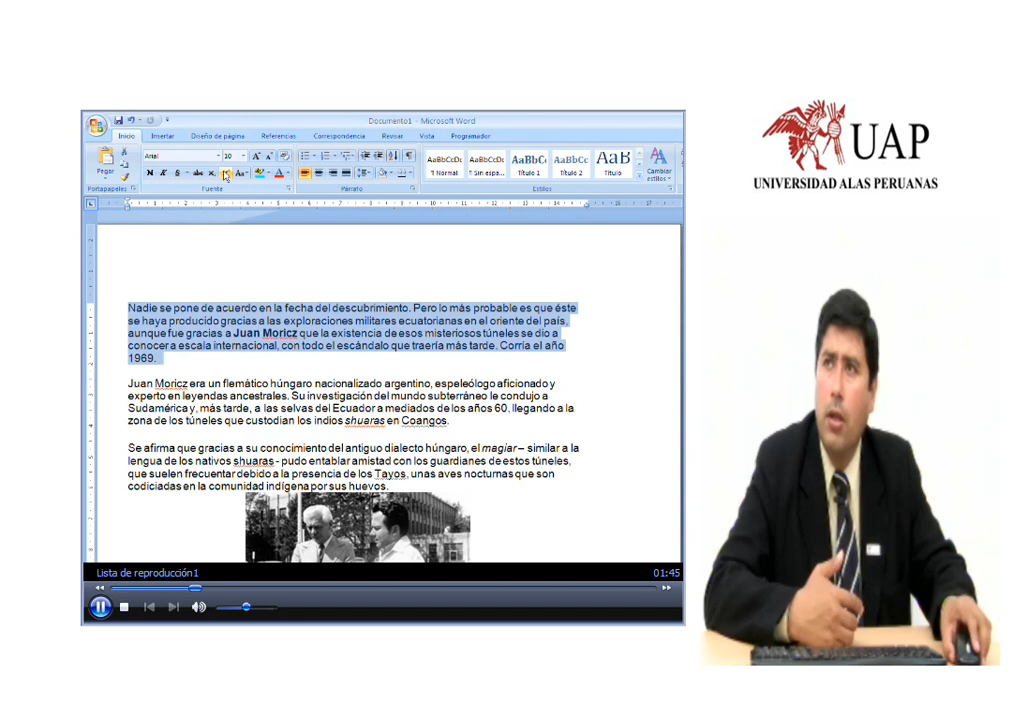 Documento1 - Microsoft Word
Inicio Insertar Diseño de página Referencias Correspondencia Revisar Vista Programador
Arial 10
AaBbCcDc AaBbCcDc AaBbC AaBbCc AaB
Pegar ¶ Normal ¶ Sin espa... Título 1 Título 2 Título Cambiar estilos
Portapapeles Fuente Párrafo Estilos
Nadie se pone de acuerdo en la fecha del descubrimiento. Pero lo más probable es que éste
se haya producido gracias a las exploraciones militares ecuatorianas en el oriente del país,
aunque fue gracias a Juan Moricz que la existencia de esos misteriosos túneles se dio a
conocer a escala internacional, con todo el escándalo que traería más tarde. Corría el año
1969.
Juan Moricz era un flemático húngaro nacionalizado argentino, espeleólogo aficionado y
experto en leyendas ancestrales. Su investigación del mundo subterráneo le condujo a
Sudamérica y, más tarde, a las selvas del Ecuador a mediados de los años 60, llegando a la
zona de los túneles que custodian los indios shuaras en Coangos.
Se afirma que gracias a su conocimiento del antiguo dialecto húngaro, el magiar – similar a la
lengua de los nativos shuaras - pudo entablar amistad con los guardianes de estos túneles,
que suelen frecuentar debido a la presencia de los Tayos, unas aves nocturnas que son
codiciadas en la comunidad indígena por sus huevos.
Lista de reproducción1 01:45
UAP
UNIVERSIDAD ALAS PERUANAS